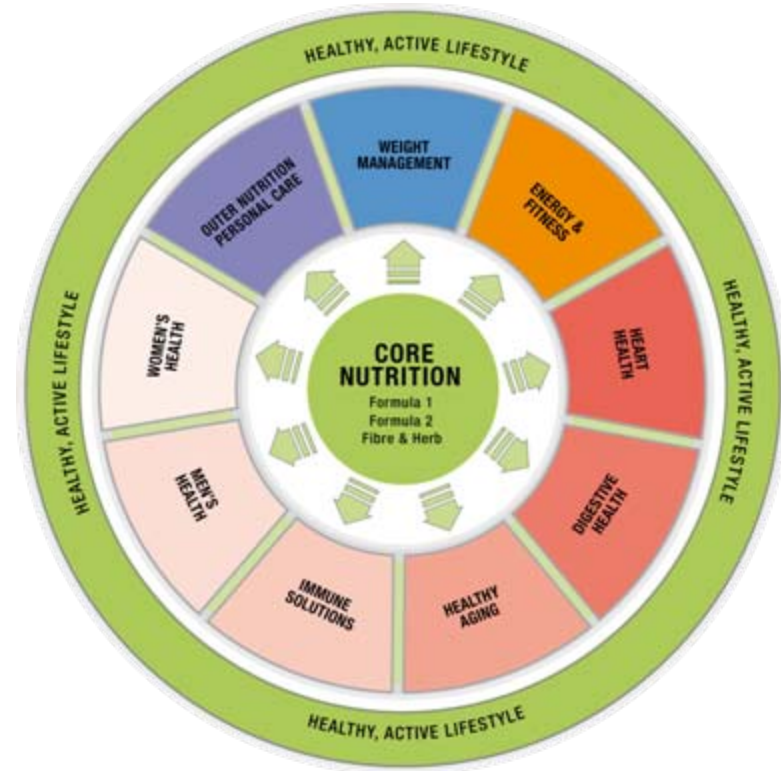 HEALTHY, ACTIVE LIFESTYLE
WEIGHT
MANAGEMENT
ENERGY &
FITNESS
HEART
HEALTH
DIGESTIVE
HEALTH
HEALTHY
AGING
IMMUNE
SOLUTIONS
MEN'S
HEALTH
WOMEN'S
HEALTH
OUTER NUTRITION
PERSONAL CARE
CORE
NUTRITION
Formula 1
Formula 2
Fibre & Herb
HEALTHY, ACTIVE LIFESTYLE
HEALTHY, ACTIVE LIFESTYLE
HEALTHY, ACTIVE LIFESTYLE